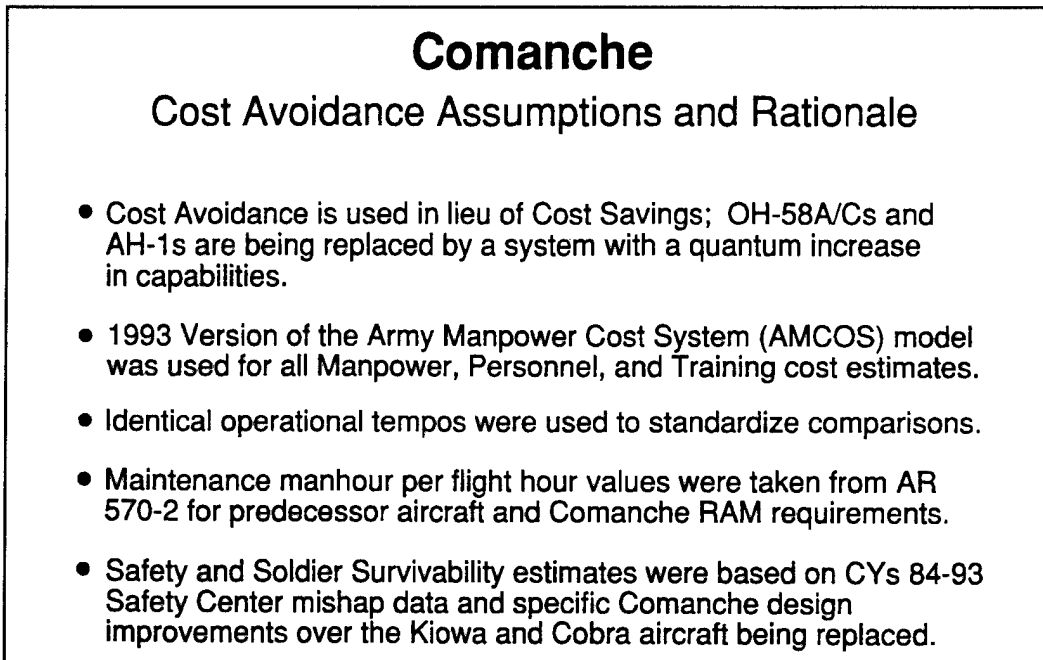 Comanche
Cost Avoidance Assumptions and Rationale
• Cost Avoidance is used in lieu of Cost Savings; OH-58A/Cs and
AH-1s are being replaced by a system with a quantum increase
in capabilities.
• 1993 Version of the Army Manpower Cost System (AMCOS) model
was used for all Manpower, Personnel, and Training cost estimates.
• Identical operational tempos were used to standardize comparisons.
• Maintenance manhour per flight hour values were taken from AR
570-2 for predecessor aircraft and Comanche RAM requirements.
• Safety and Soldier Survivability estimates were based on CYs 84-93
Safety Center mishap data and specific Comanche design
improvements over the Kiowa and Cobra aircraft being replaced.